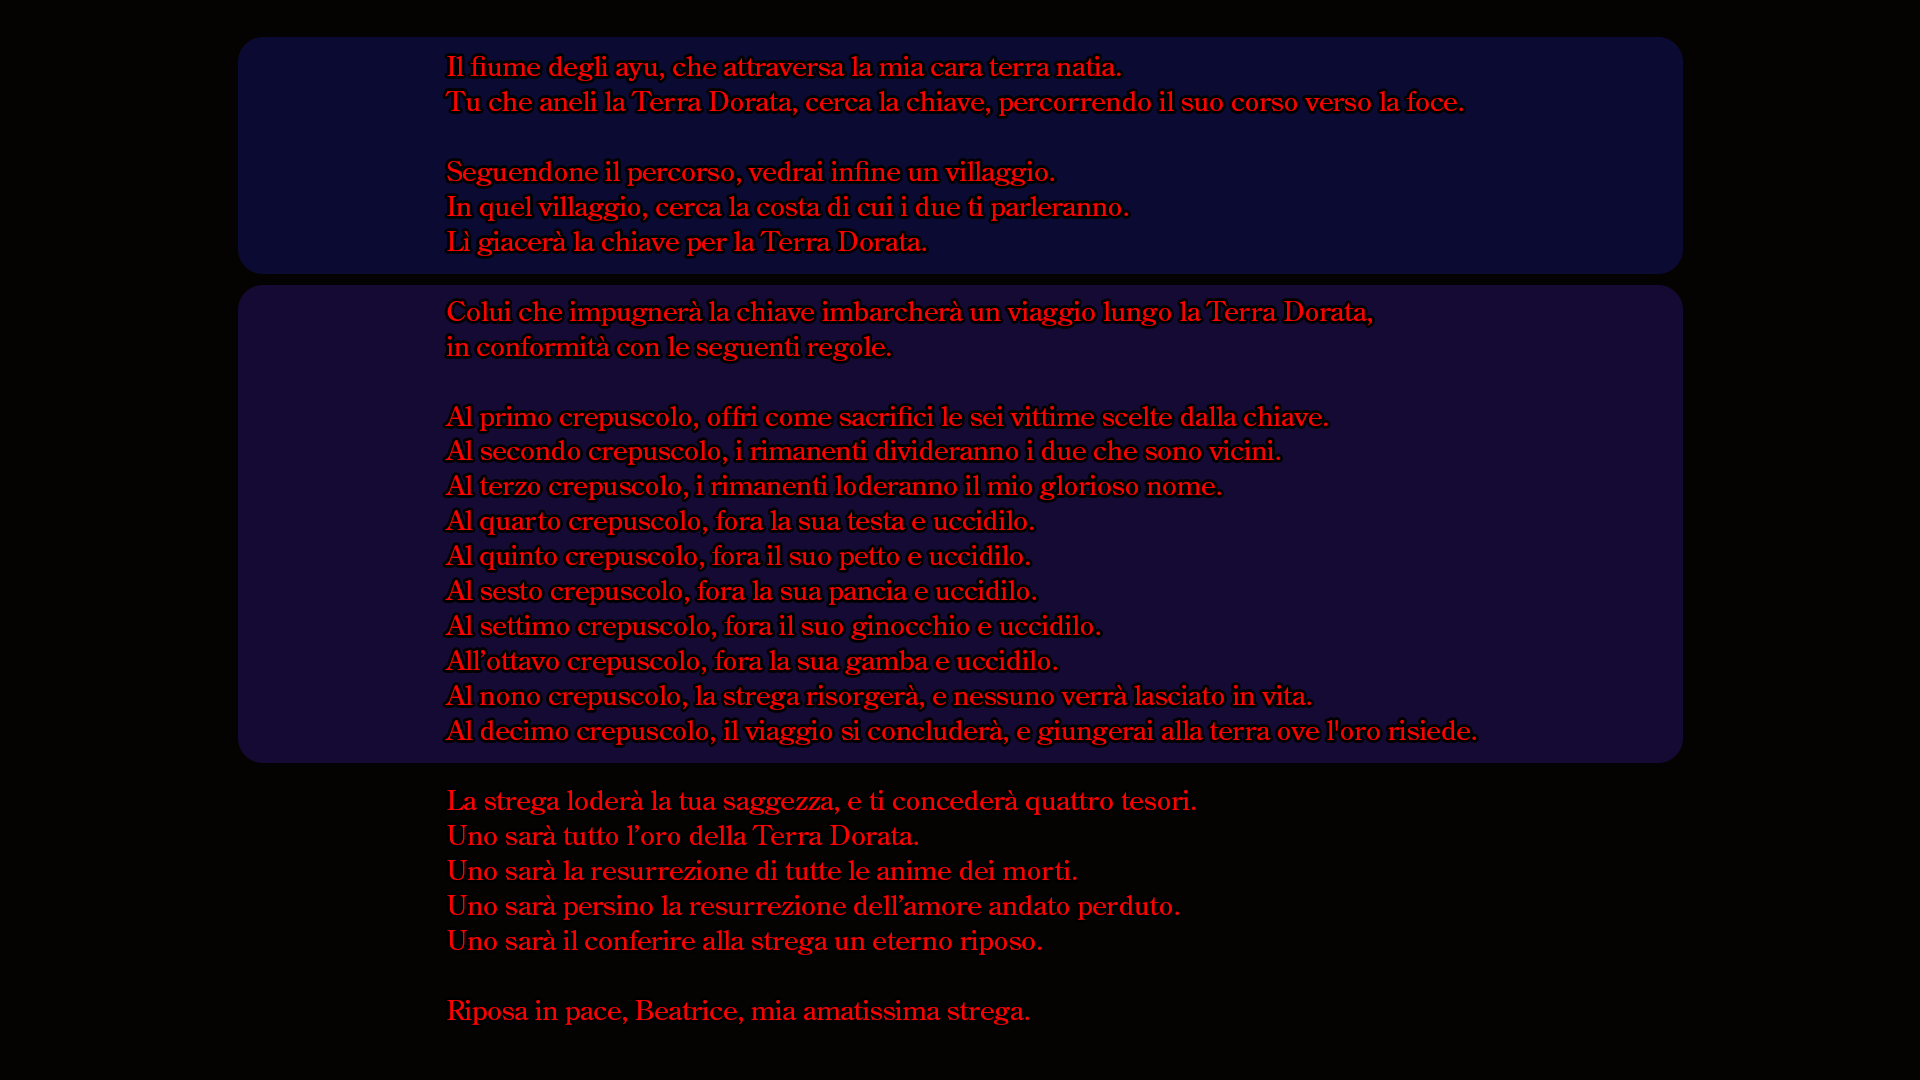 Il fiume degli ayu, che attraversa la mia cara terra natia.
Tu che aneli la Terra Dorata, cerca la chiave, percorrendo il suo corso verso la foce.
Seguendone il percorso, vedrai infine un villaggio.
In quel villaggio, cerca la costa di cui i due ti parleranno.
Lì giacerà la chiave per la Terra Dorata.
Colui che impugnerà la chiave imbarcherà un viaggio lungo la Terra Dorata,
in conformità con le seguenti regole.
Al primo crepuscolo, offri come sacrifici le sei vittime scelte dalla chiave.
Al secondo crepuscolo, i rimanenti divideranno i due che sono vicini.
Al terzo crepuscolo, i rimanenti loderanno il mio glorioso nome.
Al quarto crepuscolo, fora la sua testa e uccidilo.
Al quinto crepuscolo, fora il suo petto e uccidilo.
Al sesto crepuscolo, fora la sua pancia e uccidilo.
Al settimo crepuscolo, fora il suo ginocchio e uccidilo.
All’ottavo crepuscolo, fora la sua gamba e uccidilo.
Al nono crepuscolo, la strega risorgerà, e nessuno verrà lasciato in vita.
Al decimo crepuscolo, il viaggio si concluderà, e giungerai alla terra ove l'oro risiede.
La strega loderà la tua saggezza, e ti concederà quattro tesori.
Uno sarà tutto l’oro della Terra Dorata.
Uno sarà la resurrezione di tutte le anime dei morti.
Uno sarà persino la resurrezione dell’amore andato perduto.
Uno sarà il conferire alla strega un eterno riposo.
Riposa in pace, Beatrice, mia amatissima strega.